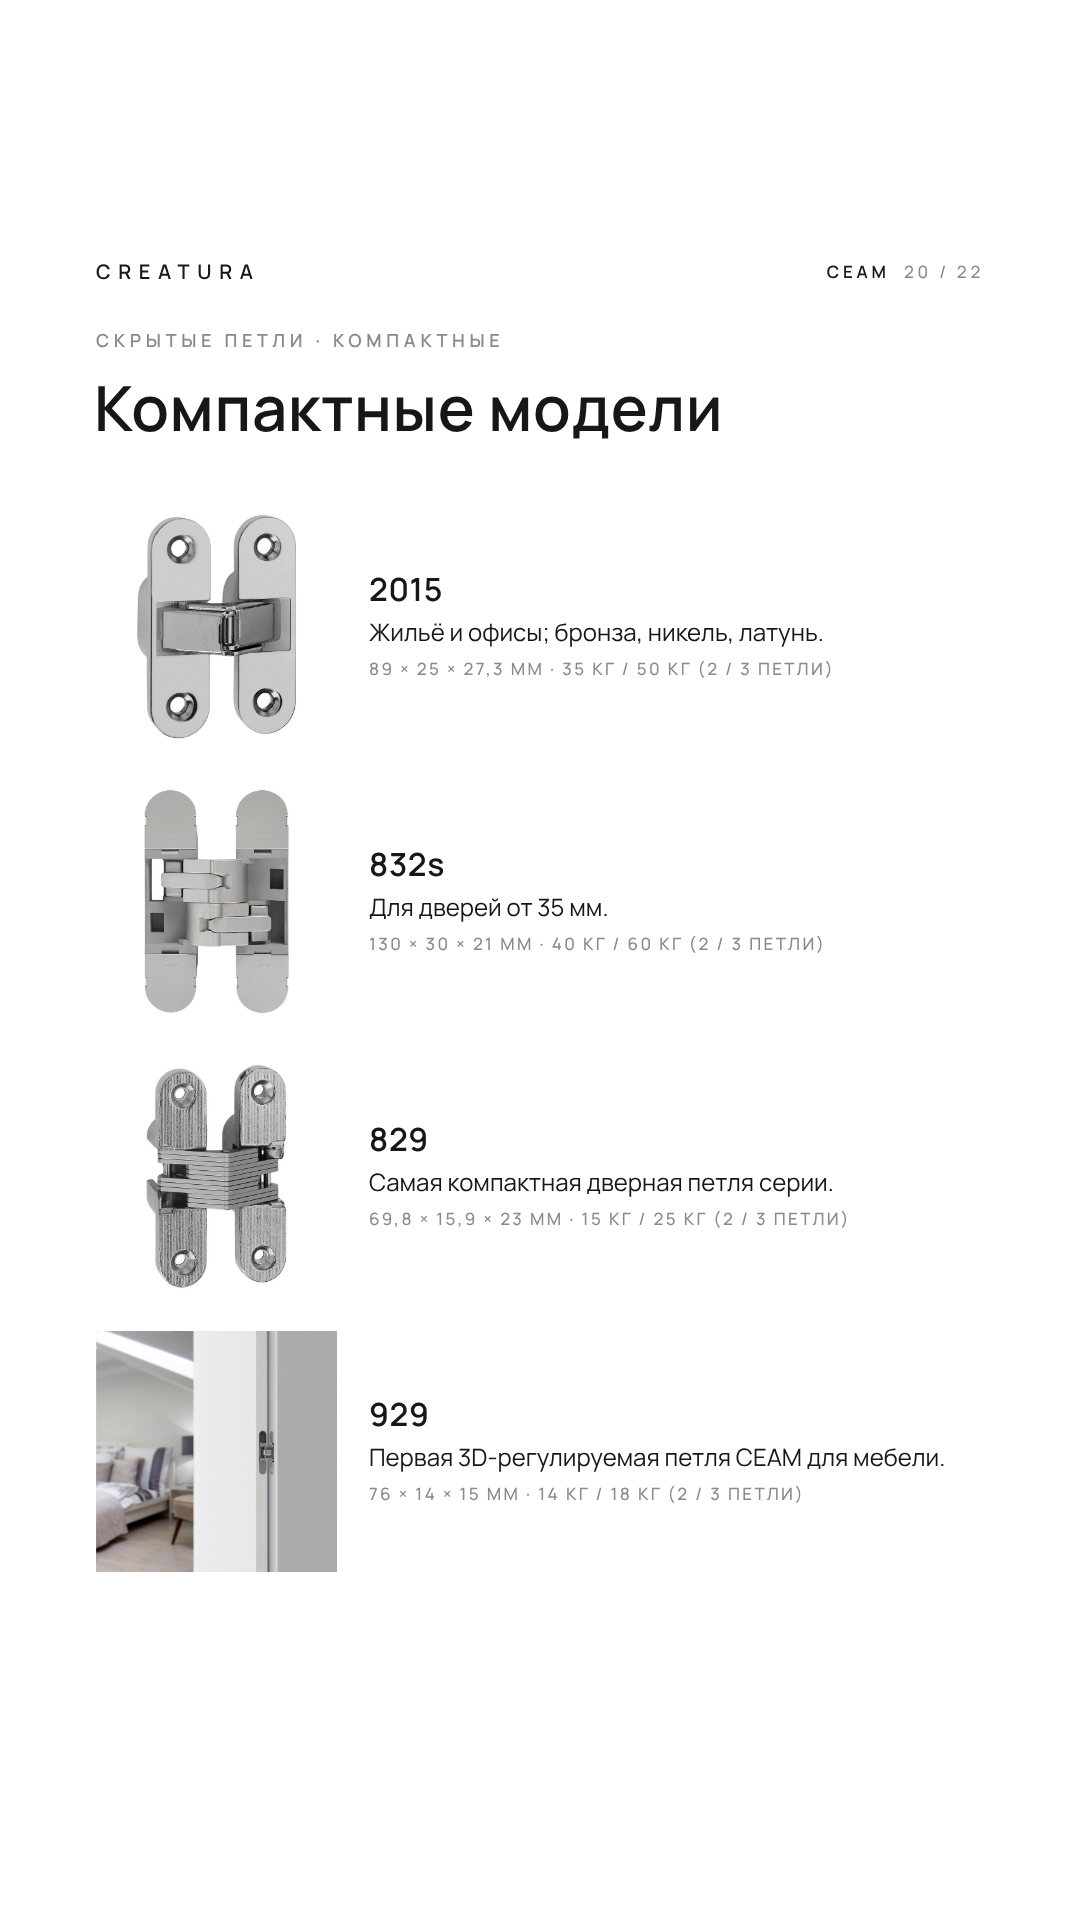 CREATURA
CEAM 20 / 22
СКРЫТЫЕ ПЕТЛИ · КОМПАКТНЫЕ
Компактные модели
2015
Жильё и офисы; бронза, никель, латунь.
89 × 25 × 27,3 ММ · 35 КГ / 50 КГ (2 / 3 ПЕТЛИ)
832s
Для дверей от 35 мм.
130 × 30 × 21 ММ · 40 КГ / 60 КГ (2 / 3 ПЕТЛИ)
829
Самая компактная дверная петля серии.
69,8 × 15,9 × 23 ММ · 15 КГ / 25 КГ (2 / 3 ПЕТЛИ)
929
Первая 3D-регулируемая петля CEAM для мебели.
76 × 14 × 15 ММ · 14 КГ / 18 КГ (2 / 3 ПЕТЛИ)